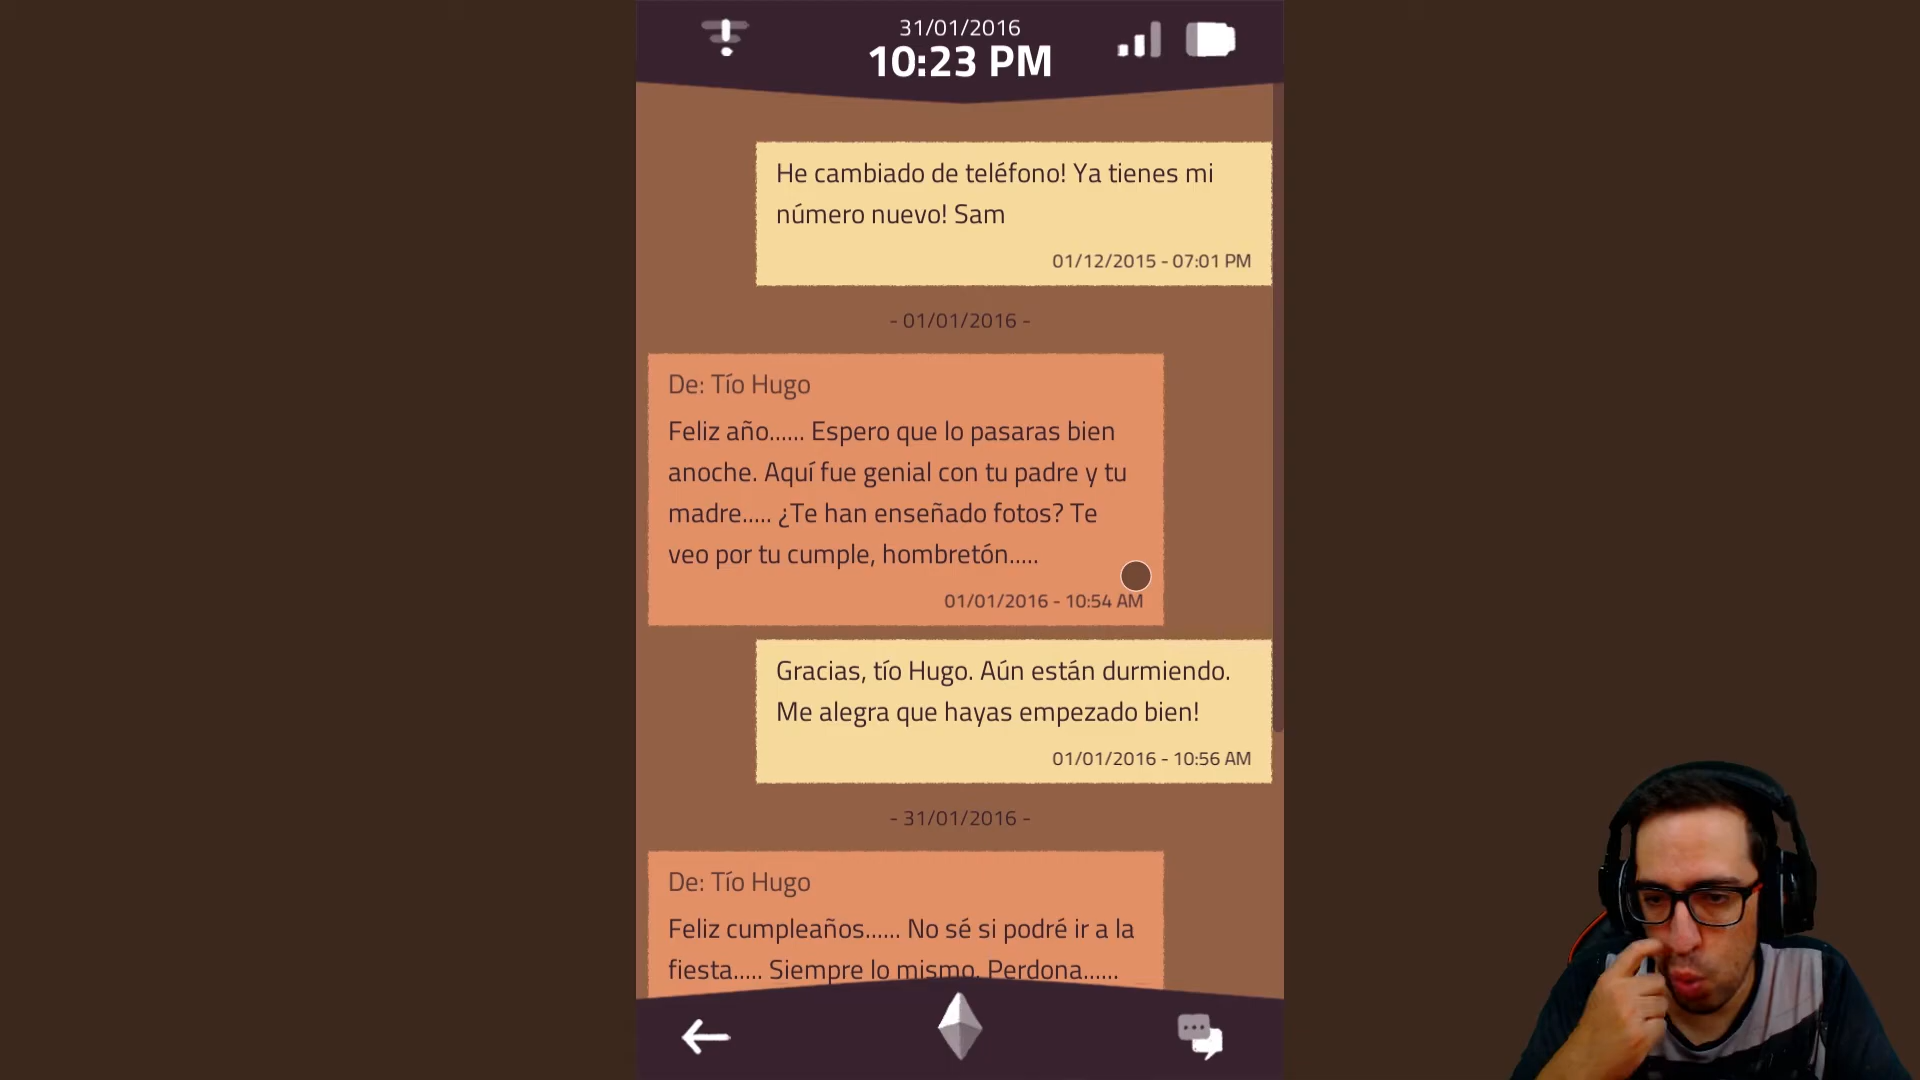 31/01/2016
10:23 PM
He cambiado de teléfono! Ya tienes mi
número nuevo! Sam
01/12/2015 - 07:01 PM
- 01/01/2016 -
De: Tío Hugo
Feliz año...... Espero que lo pasaras bien
anoche. Aquí fue genial con tu padre y tu
madre..... ¿Te han enseñado fotos? Te
veo por tu cumple, hombretón.....
01/01/2016 - 10:54 AM
Gracias, tío Hugo. Aún están durmiendo.
Me alegra que hayas empezado bien!
01/01/2016 - 10:56 AM
- 31/01/2016 -
De: Tío Hugo
Feliz cumpleaños...... No sé si podré ir a la
fiesta..... Siempre lo mismo. Perdona......